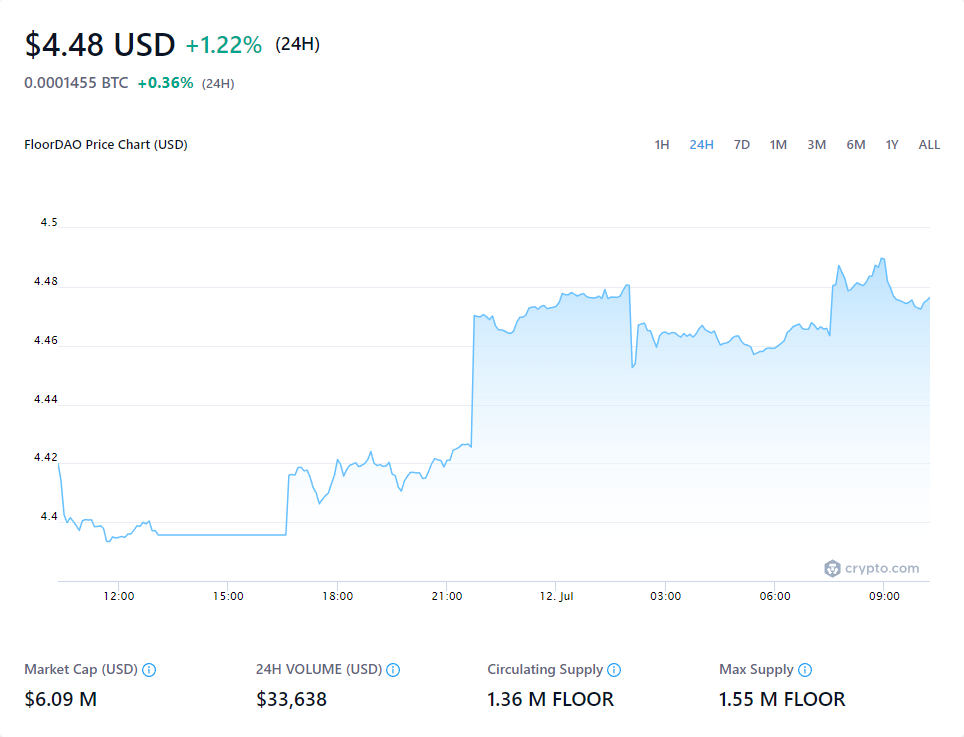 $4.48 USD +1.22% (24H)
0.0001455 BTC +0.36% (24H)
FloorDAO Price Chart (USD) 1H 24H 7D 1M 3M 6M 1Y ALL
4.5
4.48
4.46
4.44
4.42
4.4
crypto.com
12:00 15:00 18:00 21:00 12. Jul 03:00 06:00 09:00
Market Cap (USD) 24H VOLUME (USD) Circulating Supply Max Supply
$6.09 M $33,638 1.36 M FLOOR 1.55 M FLOOR